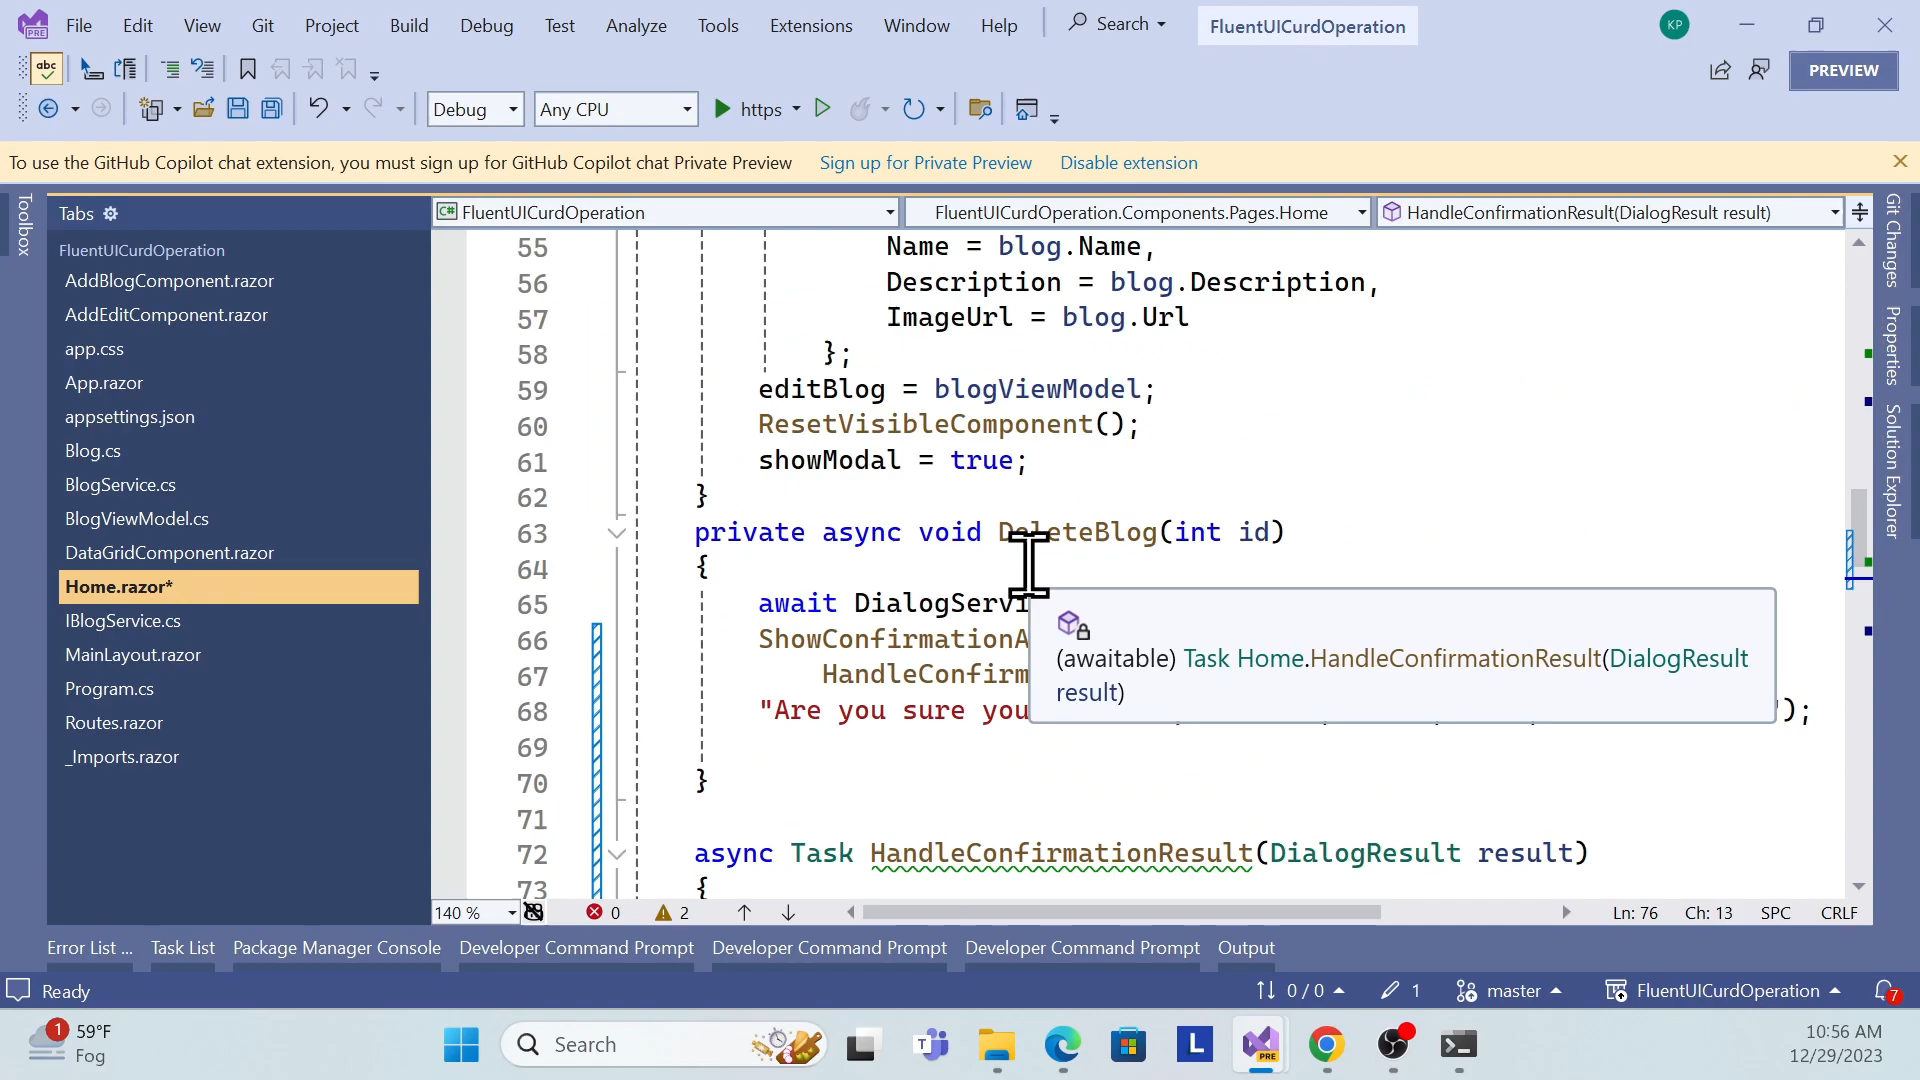 File Edit View Git Project Build Debug Test Analyze Tools Extensions Window Help Search FluentUICurdOperation KP
PRE
abc PREVIEW
Debug Any CPU https
To use the GitHub Copilot chat extension, you must sign up for GitHub Copilot chat Private Preview Sign up for Private Preview Disable extension
Toolbox
Tabs
FluentUICurdOperation
AddBlogComponent.razor
AddEditComponent.razor
app.css
App.razor
appsettings.json
Blog.cs
BlogService.cs
BlogViewModel.cs
DataGridComponent.razor
Home.razor*
IBlogService.cs
MainLayout.razor
Program.cs
Routes.razor
_Imports.razor
C# FluentUICurdOperation FluentUICurdOperation.Components.Pages.Home HandleConfirmationResult(DialogResult result)
55 Name = blog.Name,
56 Description = blog.Description,
57 ImageUrl = blog.Url
58 };
59 editBlog = blogViewModel;
60 ResetVisibleComponent();
61 showModal = true;
62 }
63 private async void DeleteBlog(int id)
64 {
65 await DialogServi
66 ShowConfirmationA
67 HandleConfirm
68 "Are you sure you );
69
70 }
71
72 async Task HandleConfirmationResult(DialogResult result)
73 {
(awaitable) Task Home.HandleConfirmationResult(DialogResult
result)
Git Changes
Properties
Solution Explorer
140 % 0 2 Ln: 76 Ch: 13 SPC CRLF
Error List ... Task List Package Manager Console Developer Command Prompt Developer Command Prompt Developer Command Prompt Output
Ready 0 / 0 1 master FluentUICurdOperation 7
1 59°F
Fog
Search
T
L
PRE
10:56 AM
12/29/2023